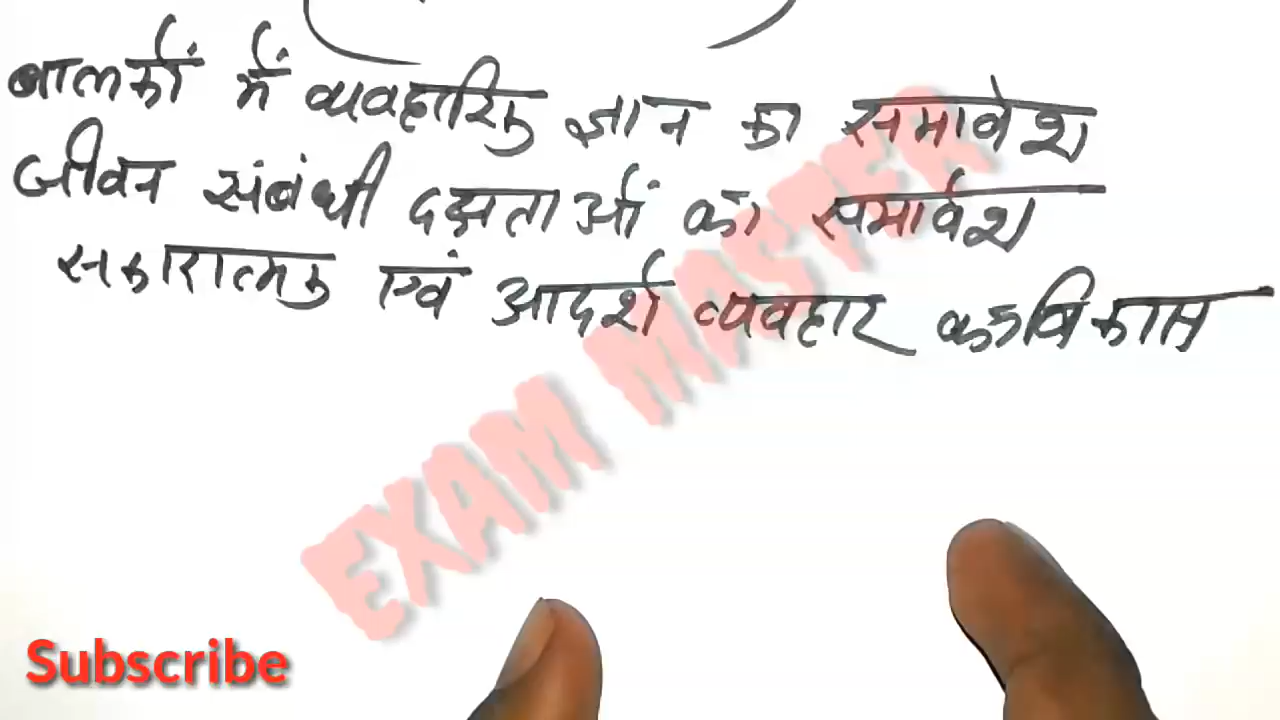 बालकों में व्यवहारिक ज्ञान का समावेश
जीवन संबंधी दक्षताओं का समावेश
सकारात्मक एवं आदर्श व्यवहार का विकास
EXAM MASTER
Subscribe